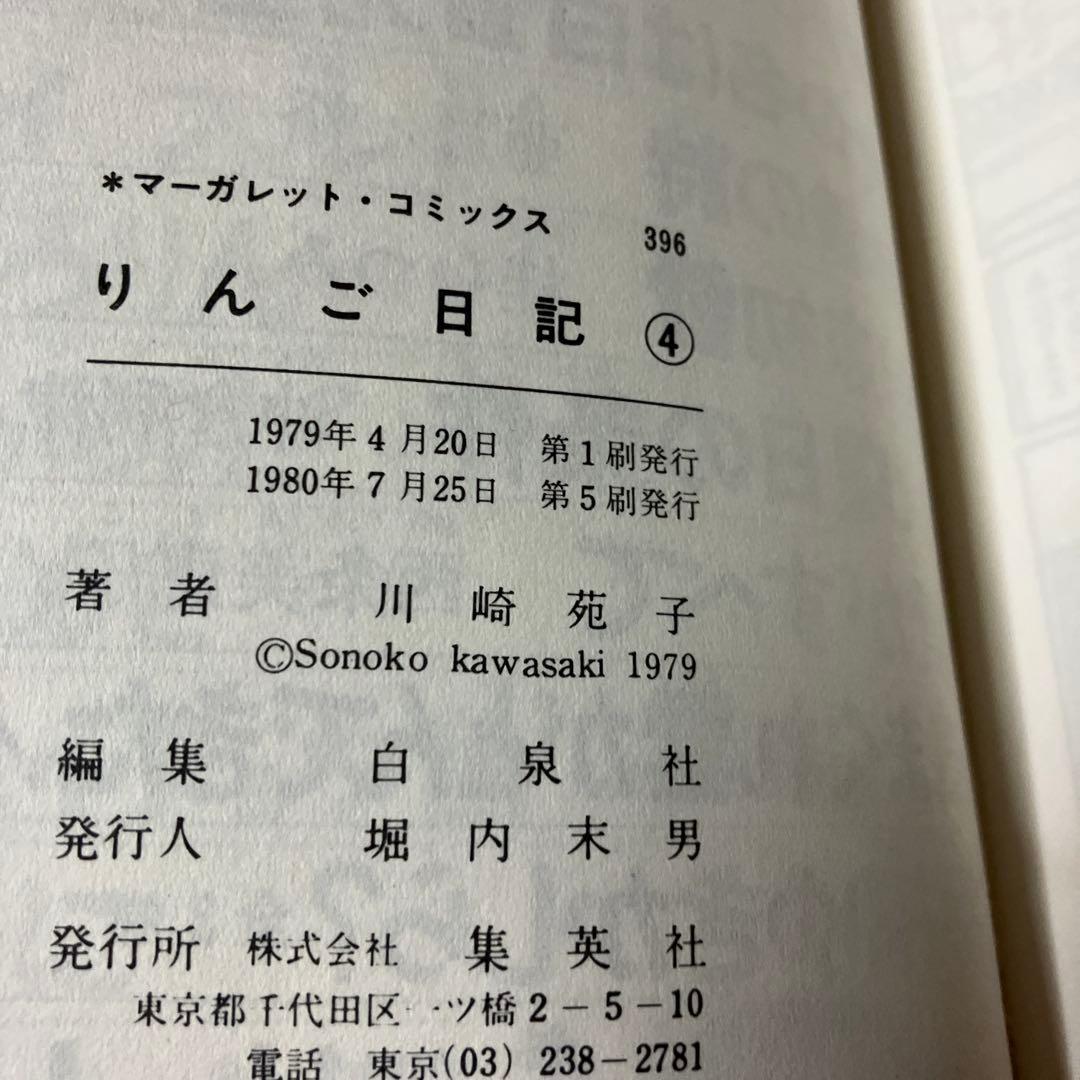 *マーガレット・コミックス 396
りんご日記 ④
1979年4月20日 第1刷発行
1980年7月25日 第5刷発行
著者 川崎苑子
©Sonoko kawasaki 1979
編集 白泉社
発行人 堀内末男
発行所 株式会社 集英社
東京都千代田区一ツ橋2-5-10
電話 東京(03) 238-2781